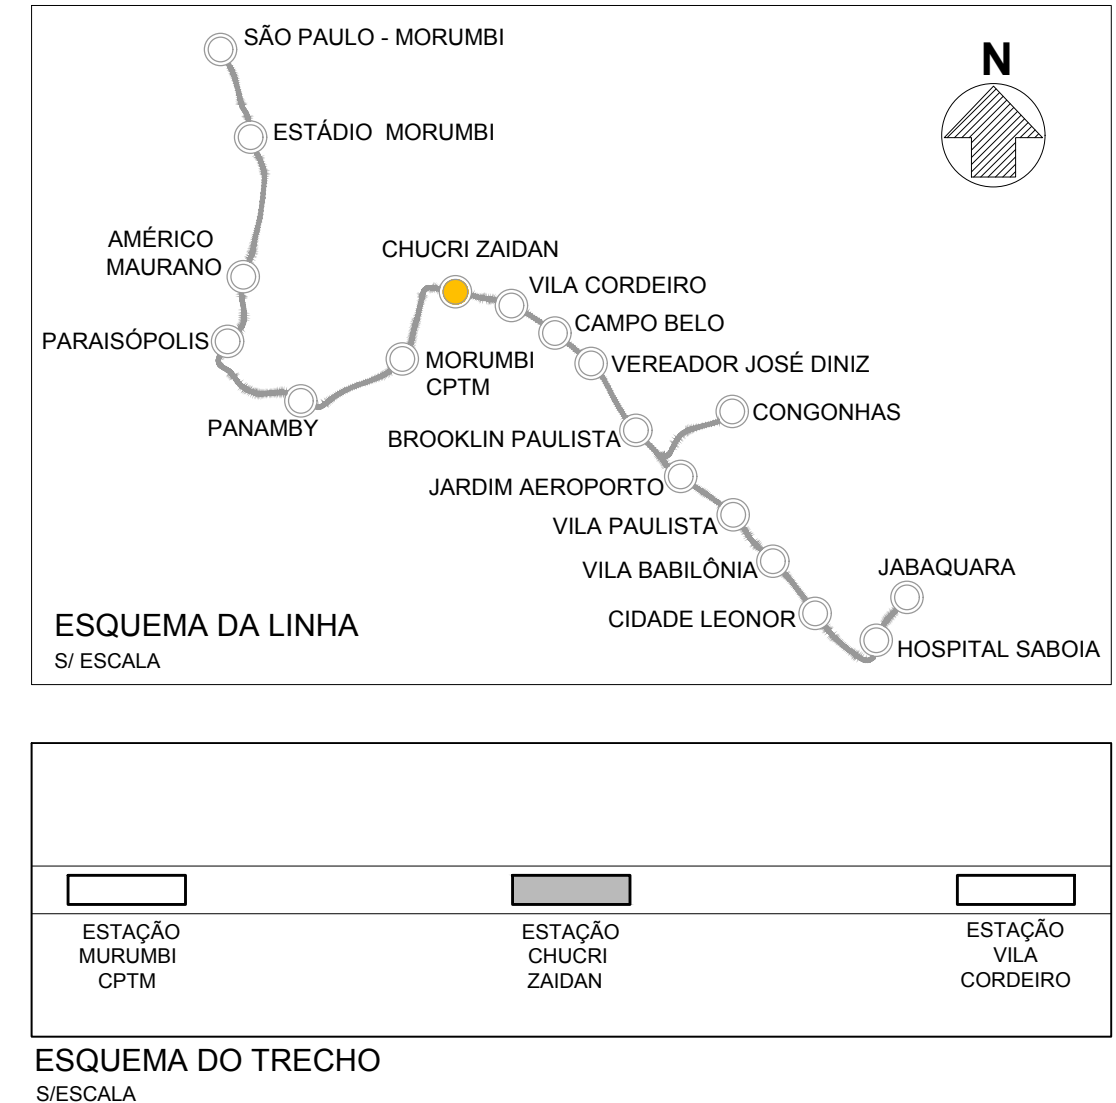 SÃO PAULO - MORUMBI
N
ESTÁDIO MORUMBI
AMÉRICO
MAURANO
CHUCRI ZAIDAN
VILA CORDEIRO
CAMPO BELO
PARAISÓPOLIS
MORUMBI
CPTM
VEREADOR JOSÉ DINIZ
CONGONHAS
PANAMBY
BROOKLIN PAULISTA
JARDIM AEROPORTO
VILA PAULISTA
VILA BABILÔNIA
JABAQUARA
CIDADE LEONOR
HOSPITAL SABOIA
ESQUEMA DA LINHA
S/ ESCALA
ESTAÇÃO
MURUMBI
CPTM
ESTAÇÃO
CHUCRI
ZAIDAN
ESTAÇÃO
VILA
CORDEIRO
ESQUEMA DO TRECHO
S/ESCALA